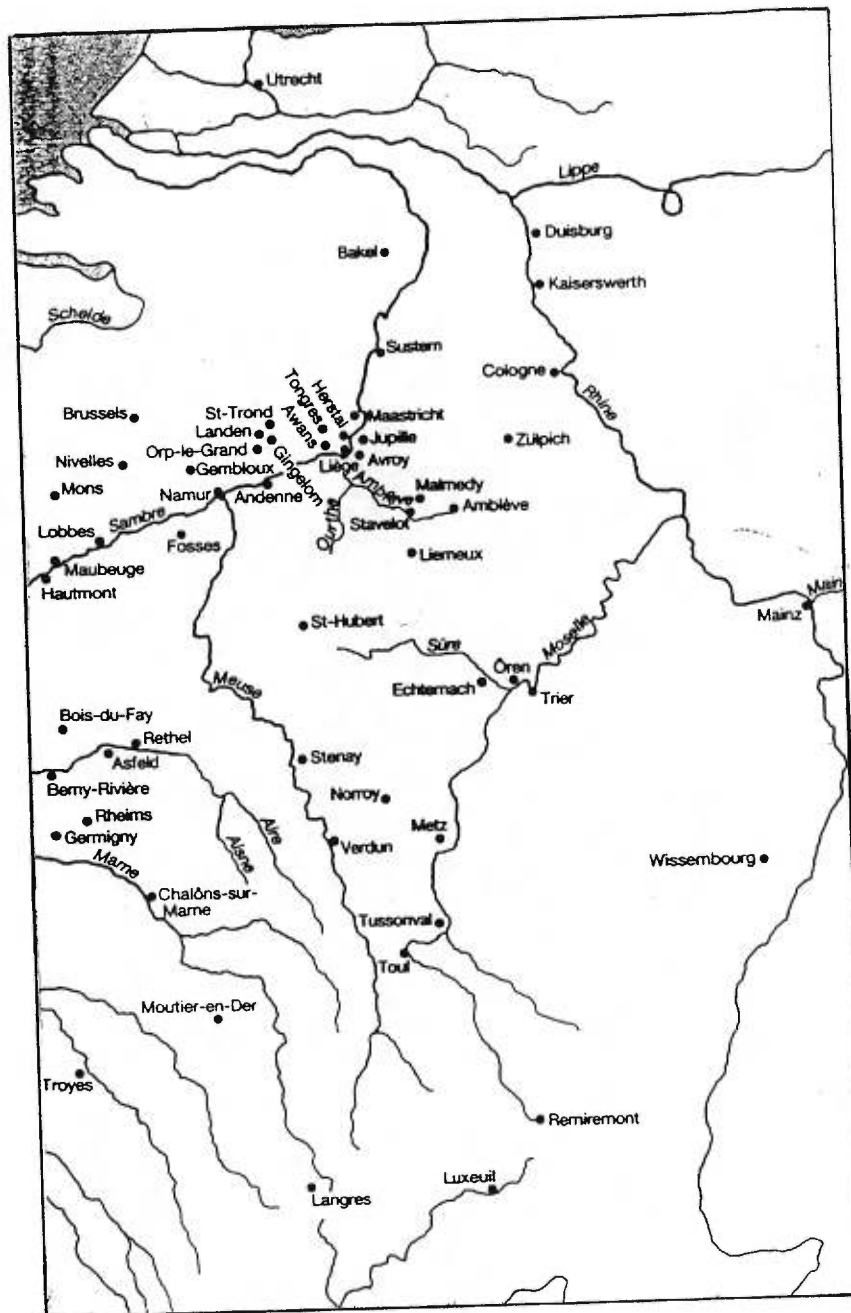 Utrecht
Lippe
Duisburg
Bakel
Kaiserswerth
Schelde
Sustern
Cologne
Rhine
Brussels
St-Trond
Tongres
Herstal
Maastricht
Landen
Awans
Jupille
Zülpich
Nivelles
Orp-le-Grand
Gingelom
Liège
Avroy
Gembloux
Mons
Namur
Andenne
Amblève
Malmedy
Amblève
Sambre
Stavelot
Ourthe
Lobbes
Fosses
Lierneux
Maubeuge
Hautmont
Main
Mainz
St-Hubert
Sûre
Moselle
Ören
Echternach
Trier
Meuse
Bois-du-Fay
Rethel
Asfeld
Stenay
Berny-Rivière
Norroy
Rheims
Aire
Germigny
Aisne
Verdun
Metz
Wissembourg
Marne
Chalôns-sur-
Marne
Tussonval
Toul
Moutier-en-Der
Troyes
Remiremont
Luxeuil
Langres